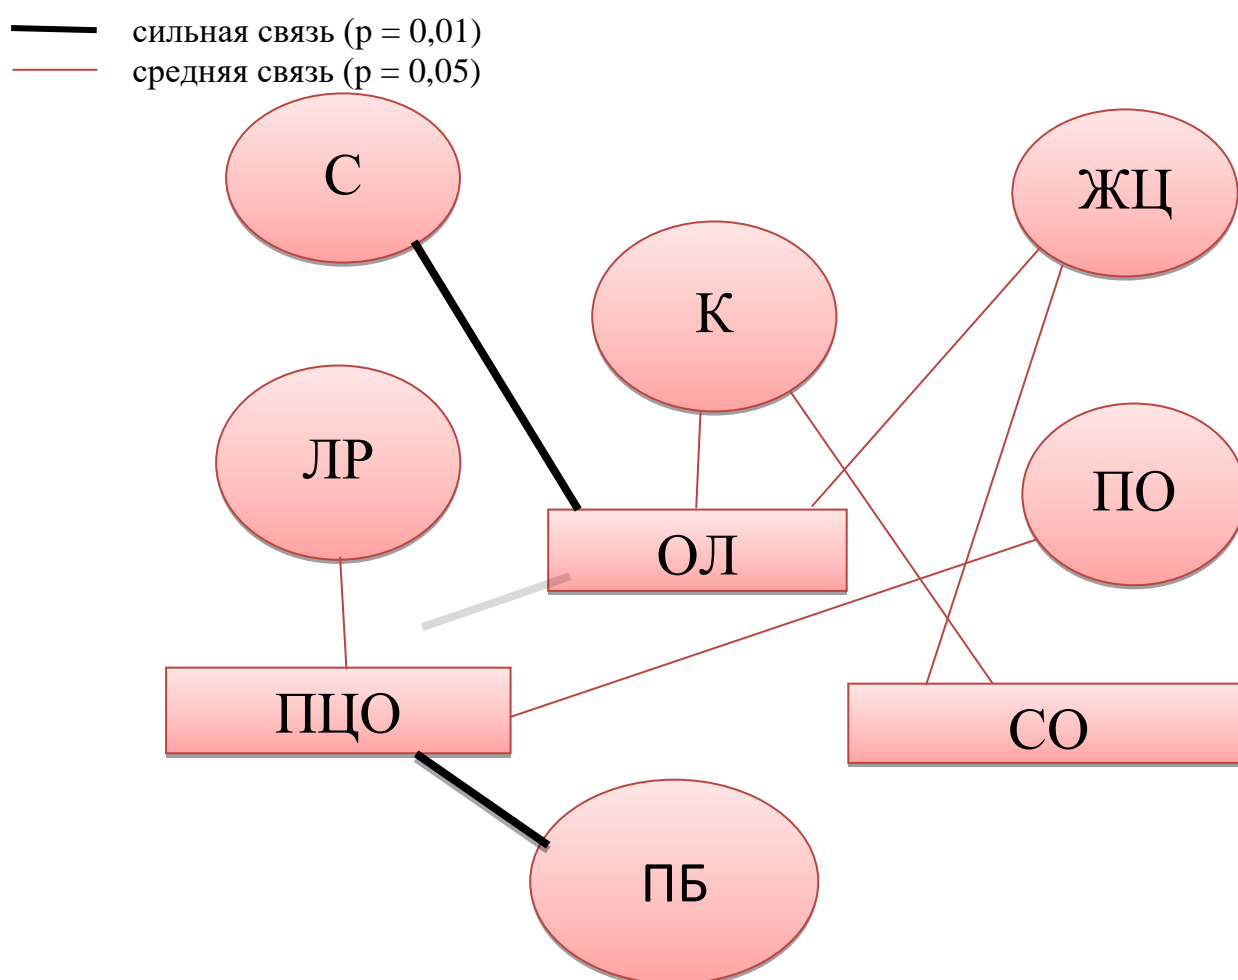 сильная связь (p = 0,01)
средняя связь (p = 0,05)
С
ЖЦ
К
ЛР
ПО
ОЛ
ПЦО
СО
ПБ